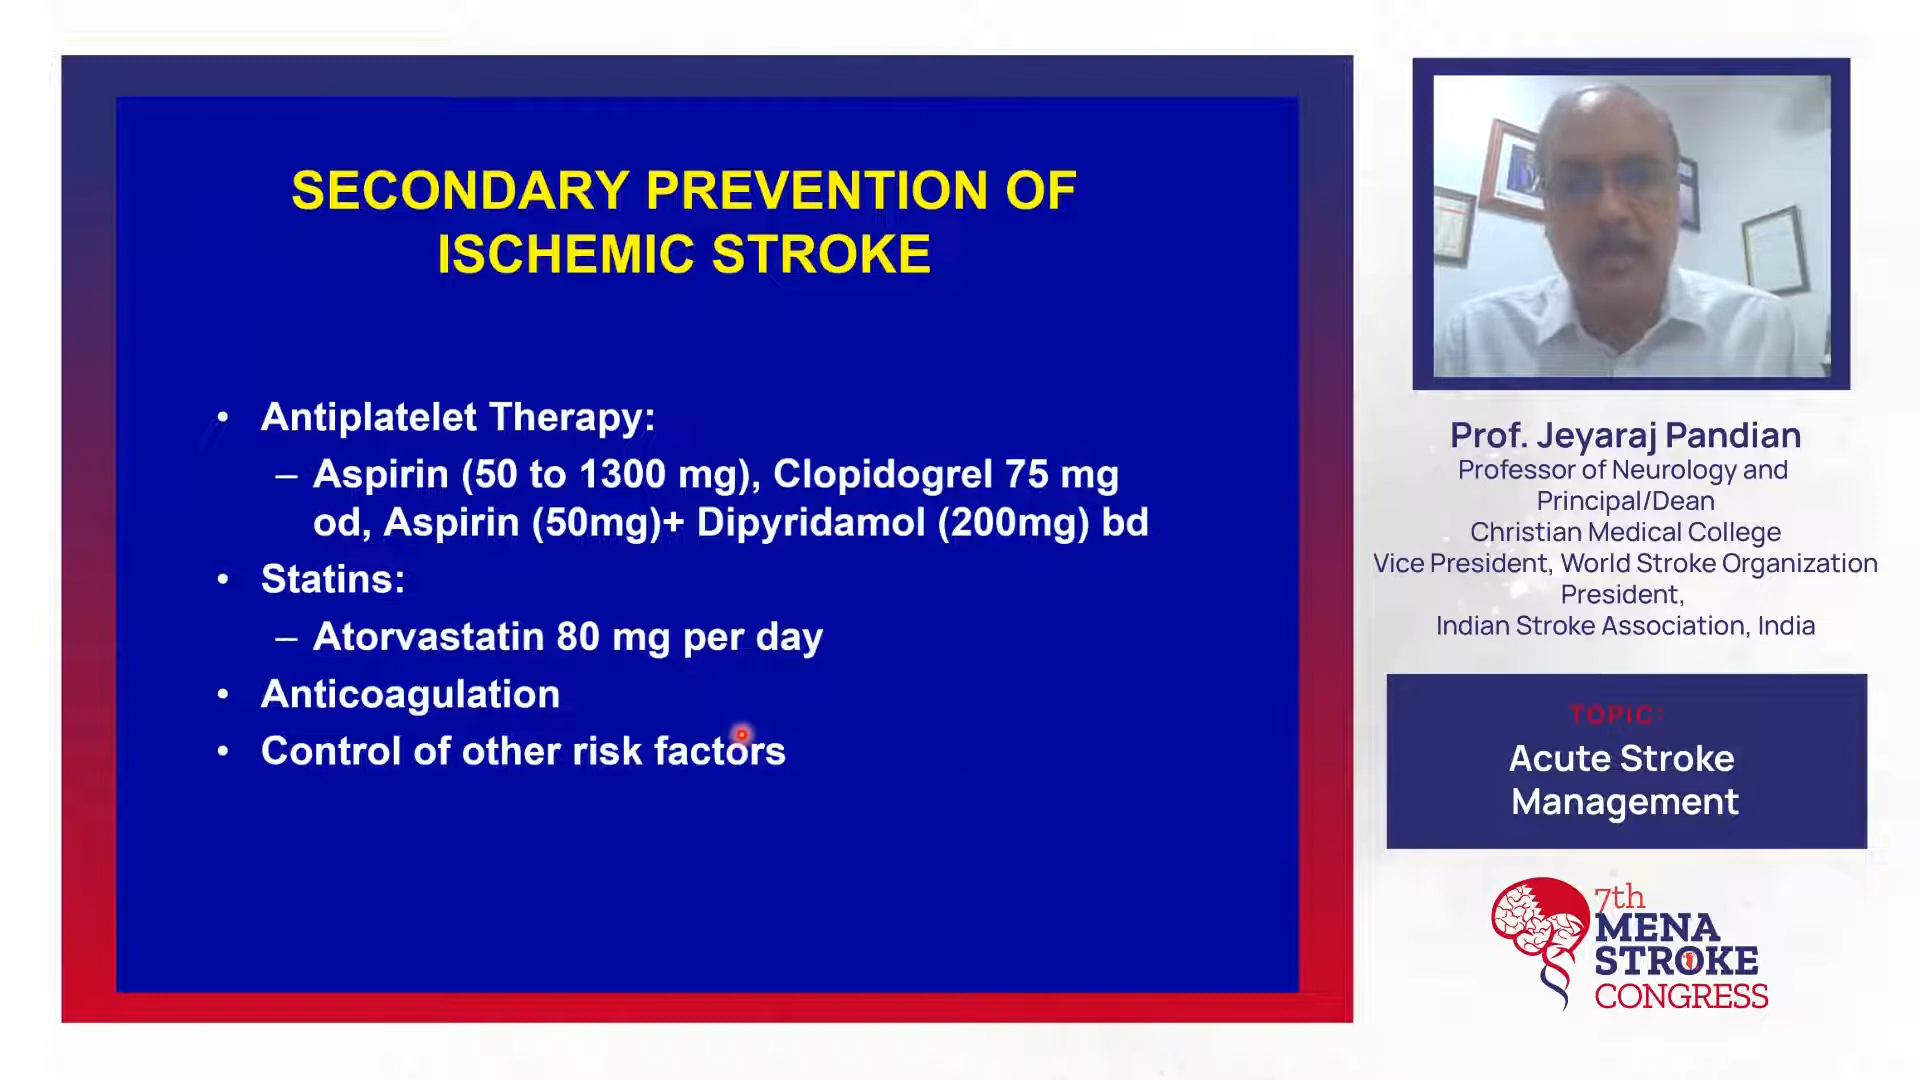 SECONDARY PREVENTION OF
ISCHEMIC STROKE
• Antiplatelet Therapy:
– Aspirin (50 to 1300 mg), Clopidogrel 75 mg
od, Aspirin (50mg)+ Dipyridamol (200mg) bd
• Statins:
– Atorvastatin 80 mg per day
• Anticoagulation
• Control of other risk factors
Prof. Jeyaraj Pandian
Professor of Neurology and
Principal/Dean
Christian Medical College
Vice President, World Stroke Organization
President,
Indian Stroke Association, India
TOPIC:
Acute Stroke
Management
7th
MENA
STROKE
CONGRESS